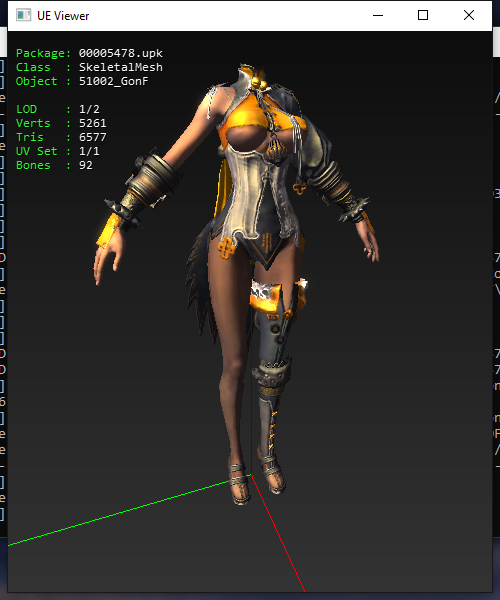 UE Viewer
Package: 00005478.upk
Class : SkeletalMesh
Object : 51002_GonF
LOD : 1/2
Verts : 5261
Tris : 6577
UV Set : 1/1
Bones : 92